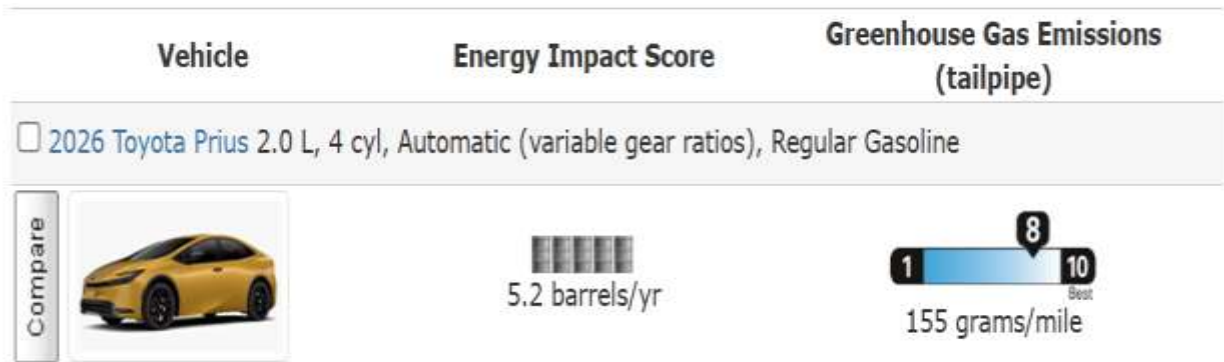 Vehicle
Energy Impact Score
Greenhouse Gas Emissions
(tailpipe)
2026 Toyota Prius 2.0 L, 4 cyl, Automatic (variable gear ratios), Regular Gasoline
Compare
5.2 barrels/yr
8
1
10
Best
155 grams/mile